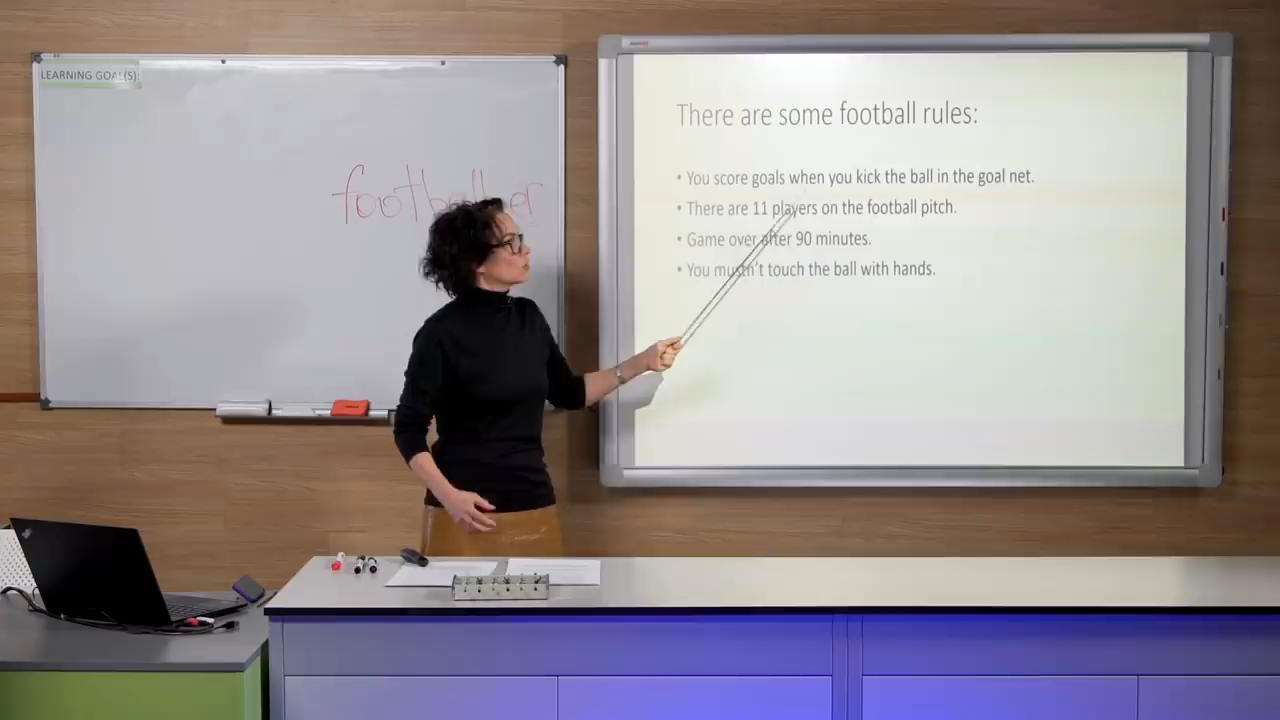 LEARNING GOAL(S):
footballer
There are some football rules:
• You score goals when you kick the ball in the goal net.
• There are 11 players on the football pitch.
• Game over after 90 minutes.
• You mustn't touch the ball with hands.